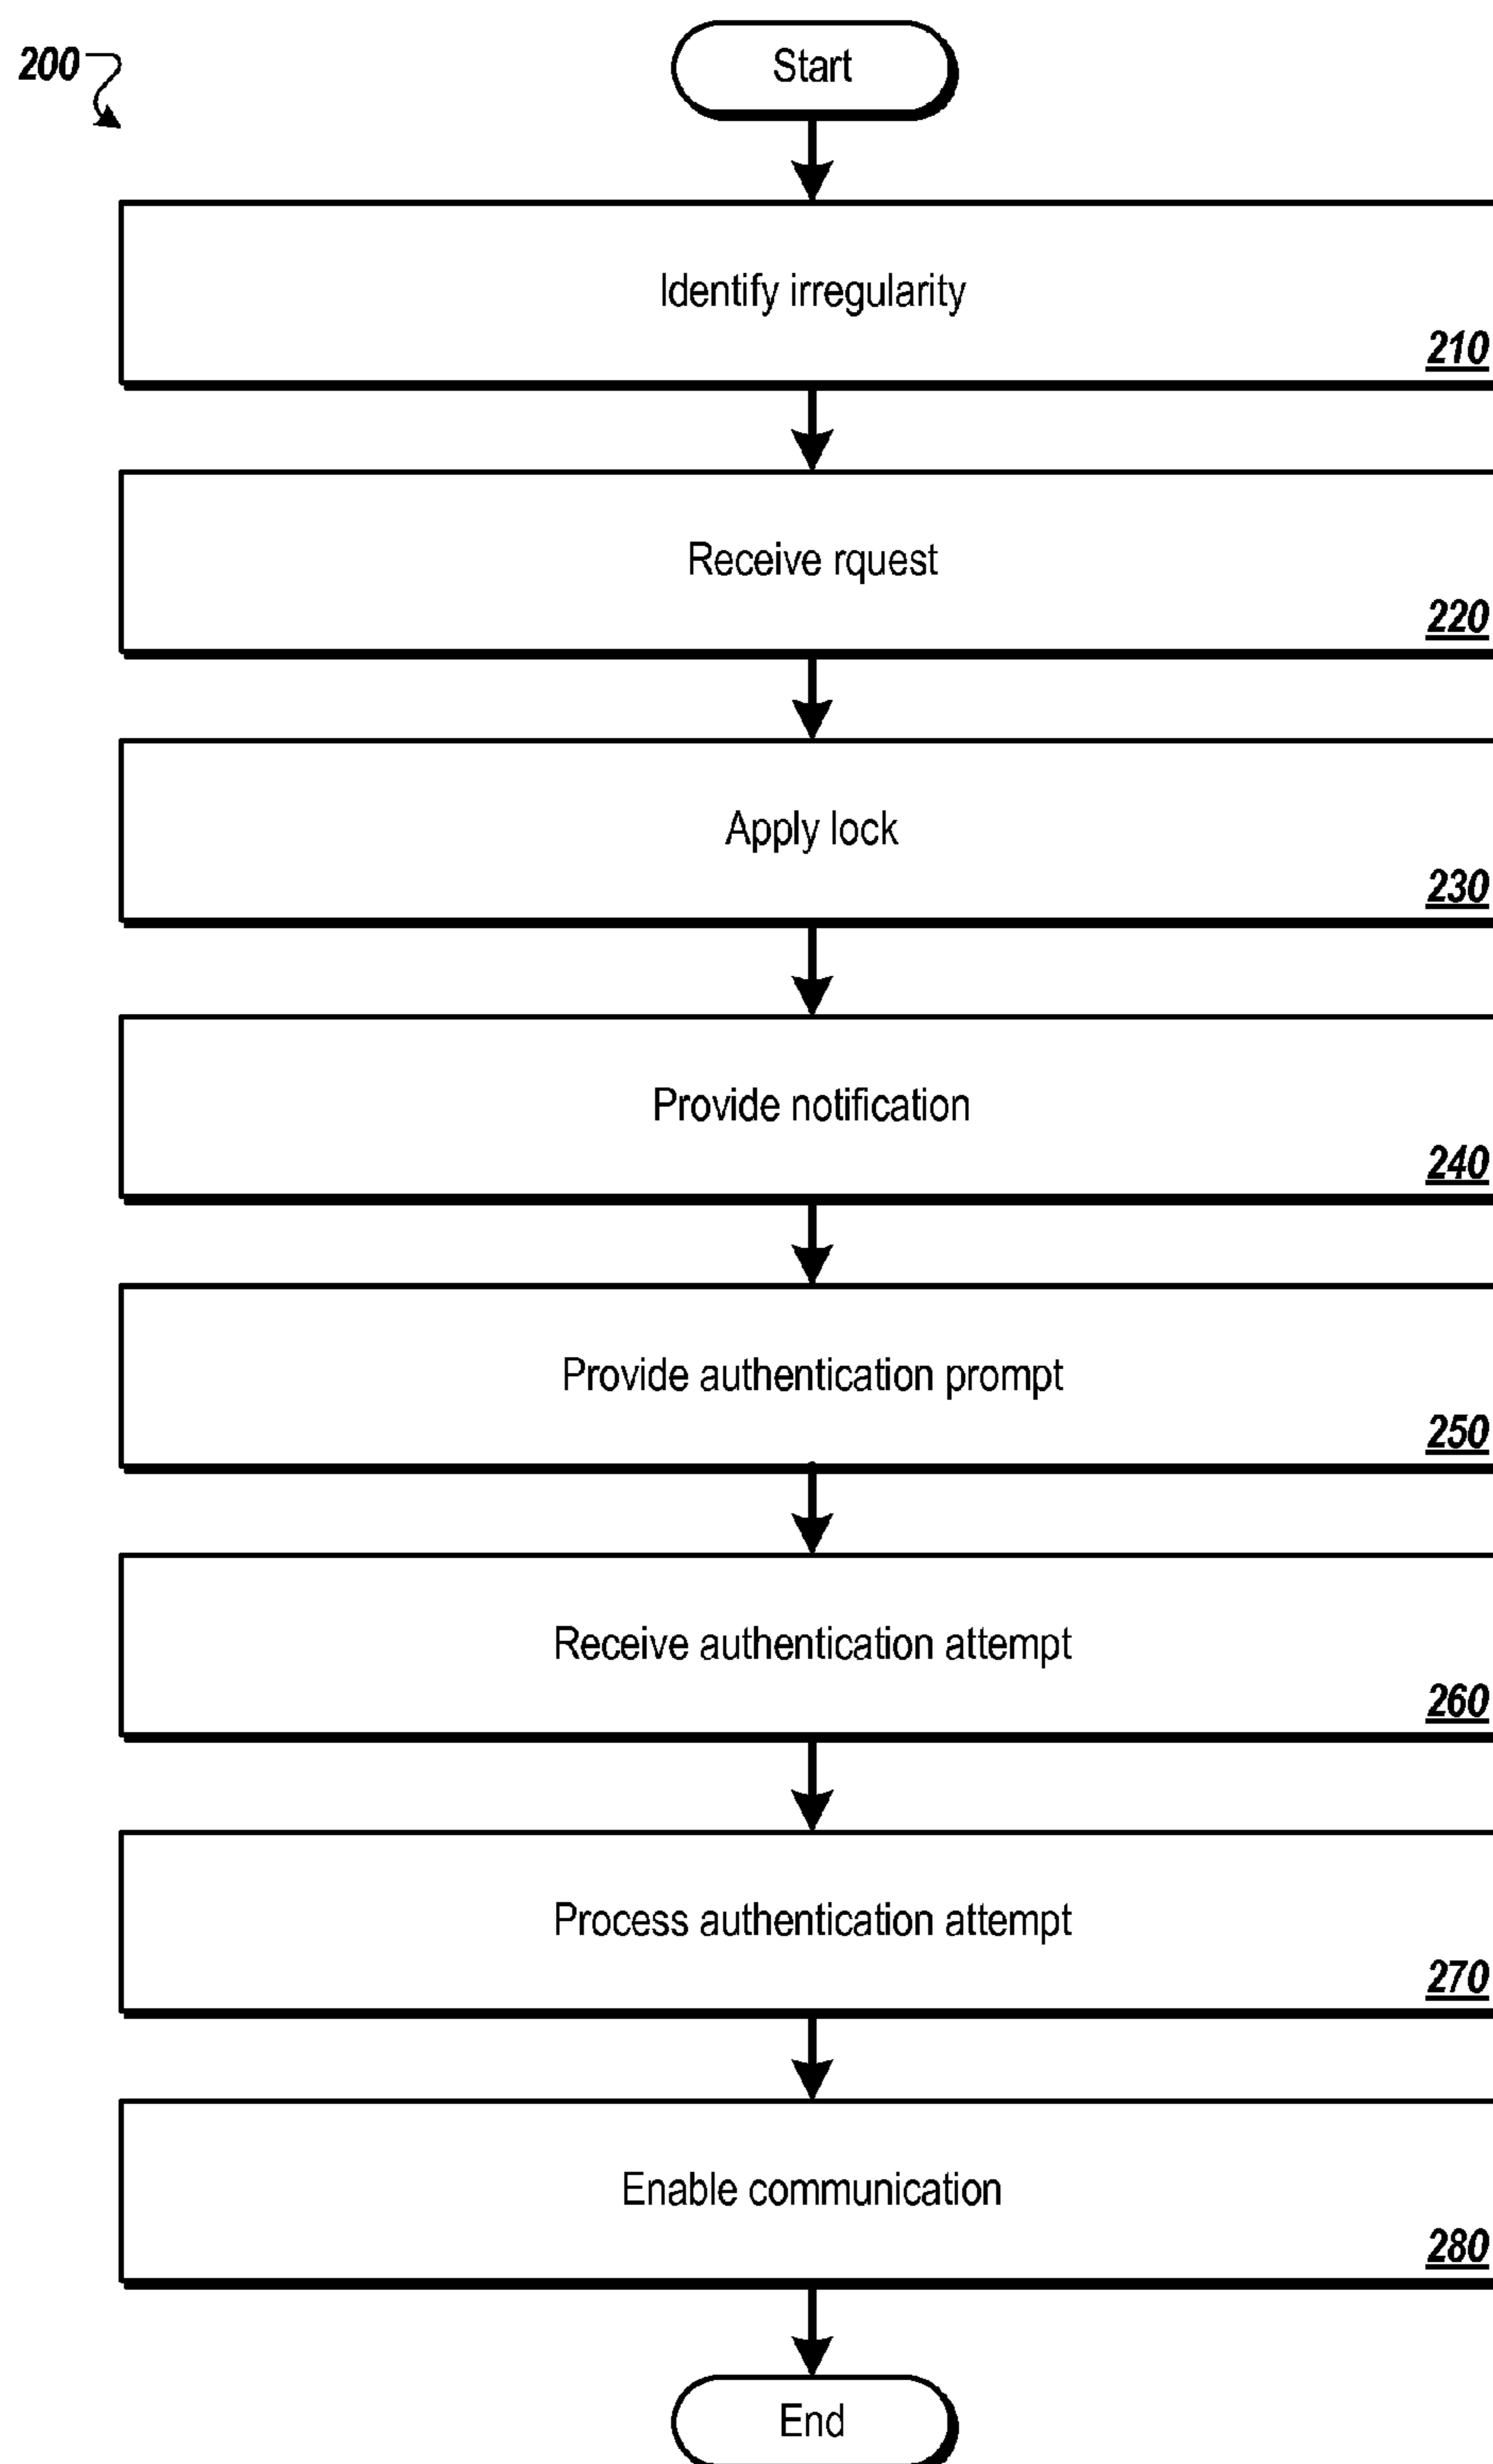 200
Start
Identify irregularity
210
Receive rquest
220
Apply lock
230
Provide notification
240
Provide authentication prompt
250
Receive authentication attempt
260
Process authentication attempt
270
Enable communication
280
End